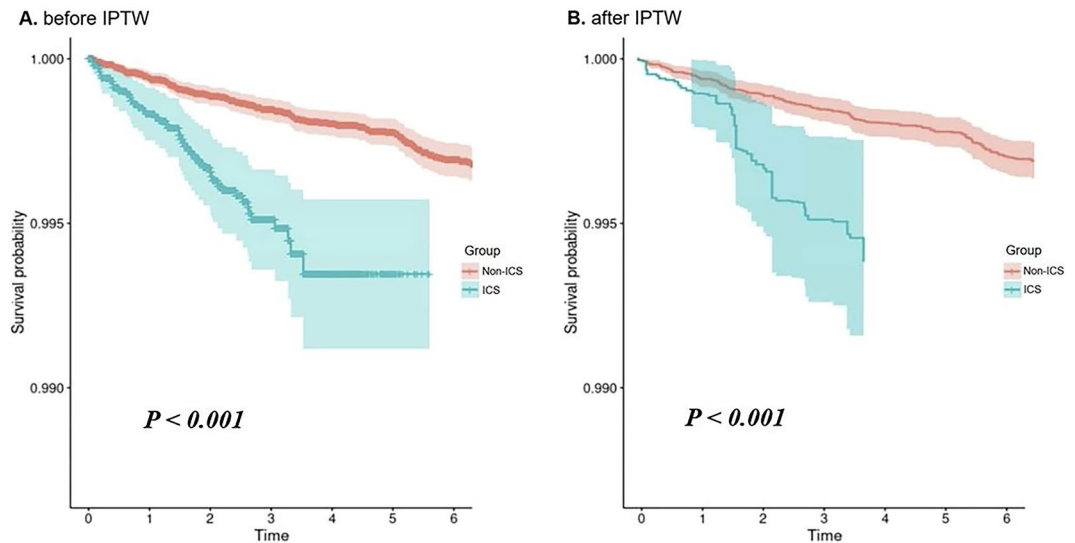 A. before IPTW
1.000
0.995
0.990
Survival probability
P < 0.001
0 1 2 3 4 5 6
Time
Group
Non-ICS
ICS
B. after IPTW
1.000
0.995
0.990
Survival probability
P < 0.001
0 1 2 3 4 5 6
Time
Group
Non-ICS
ICS